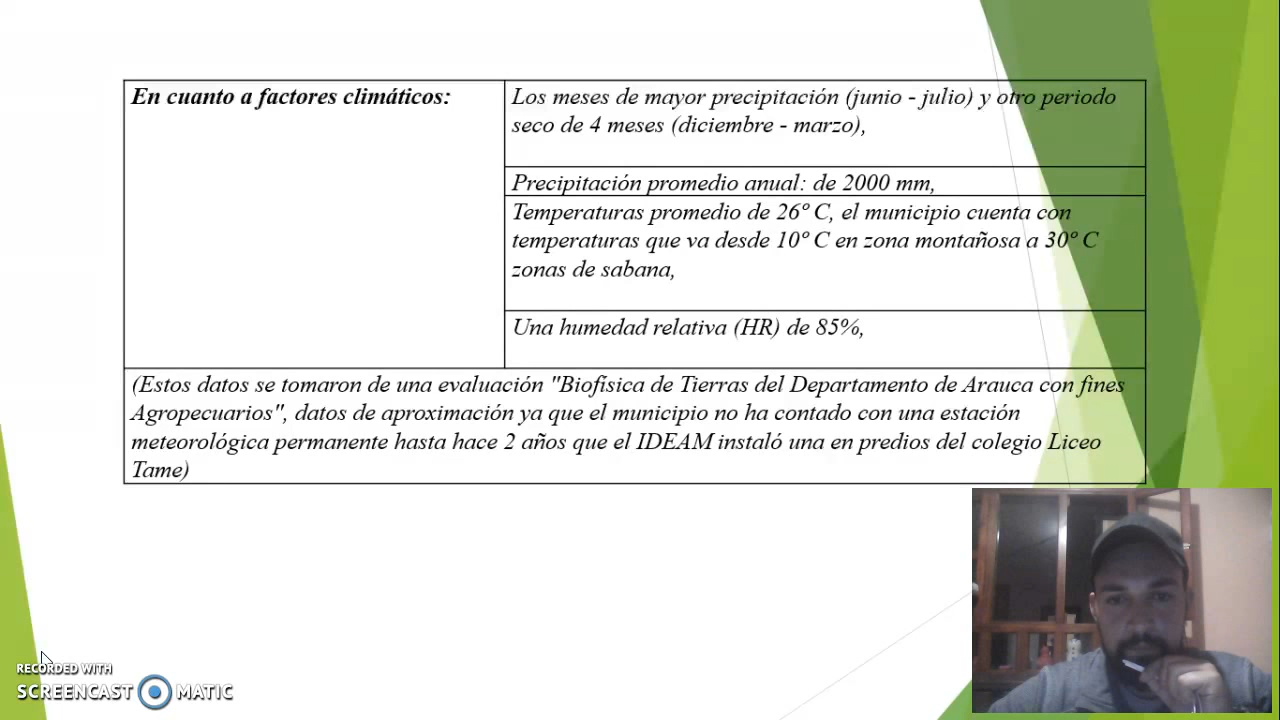 En cuanto a factores climáticos:
Los meses de mayor precipitación (junio - julio) y otro periodo
seco de 4 meses (diciembre - marzo),
Precipitación promedio anual: de 2000 mm,
Temperaturas promedio de 26º C, el municipio cuenta con
temperaturas que va desde 10º C en zona montañosa a 30º C
zonas de sabana,
Una humedad relativa (HR) de 85%,
(Estos datos se tomaron de una evaluación "Biofísica de Tierras del Departamento de Arauca con fines
Agropecuarios", datos de aproximación ya que el municipio no ha contado con una estación
meteorológica permanente hasta hace 2 años que el IDEAM instaló una en predios del colegio Liceo
Tame)
RECORDED WITH
SCREENCAST MATIC